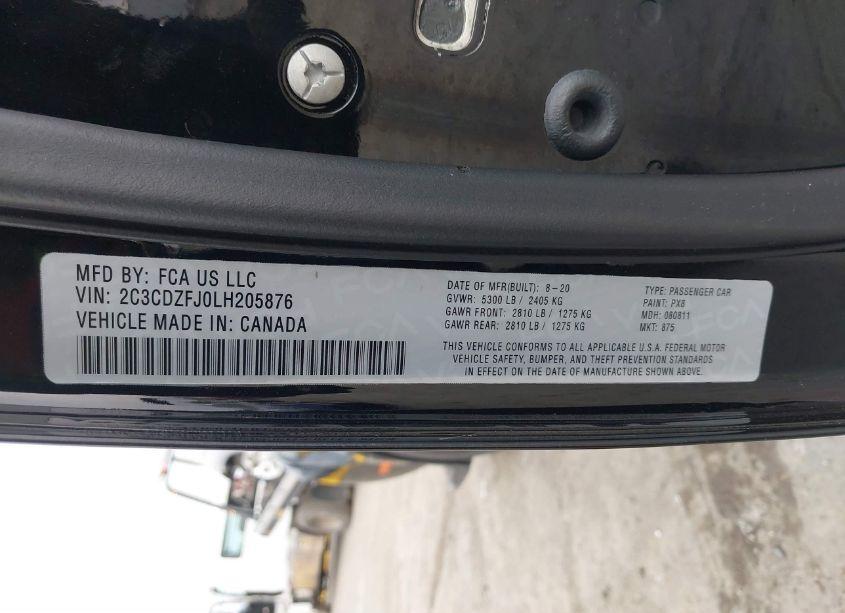 MFD BY: FCA US LLC
VIN: 2C3CDZFJ0LH205876
VEHICLE MADE IN: CANADA
DATE OF MFR(BUILT): 8-20
GVWR: 5300 LB / 2405 KG
GAWR FRONT: 2810 LB / 1275 KG
GAWR REAR: 2810 LB / 1275 KG
TYPE: PASSENGER CAR
PAINT: PX8
MDH: 080811
MKT: 875
THIS VEHICLE CONFORMS TO ALL APPLICABLE U.S.A. FEDERAL MOTOR
VEHICLE SAFETY, BUMPER, AND THEFT PREVENTION STANDARDS
IN EFFECT ON THE DATE OF MANUFACTURE SHOWN ABOVE.